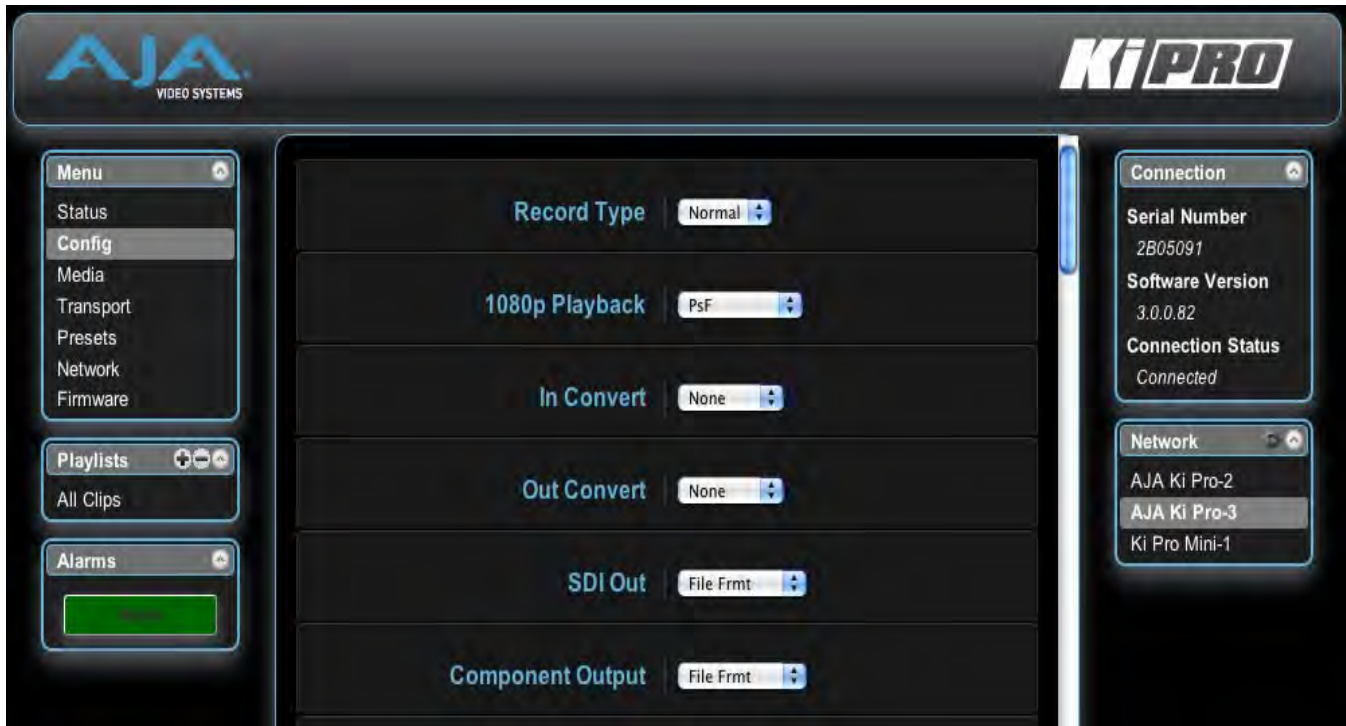 AJA
VIDEO SYSTEMS
Ki PRO
Menu
Status
Config
Media
Transport
Presets
Network
Firmware
Playlists
All Clips
Alarms
Record Type Normal
1080p Playback PsF
In Convert None
Out Convert None
SDI Out File Frmt
Component Output File Frmt
Connection
Serial Number
2B05091
Software Version
3.0.0.82
Connection Status
Connected
Network
AJA Ki Pro-2
AJA Ki Pro-3
Ki Pro Mini-1